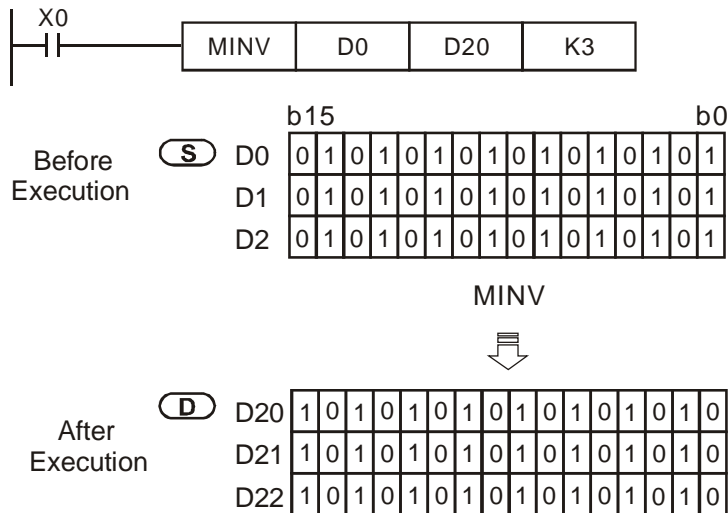 X0
MINV D0 D20 K3
b15 b0
Before Execution
S D0 0 1 0 1 0 1 0 1 0 1 0 1 0 1 0 1
D1 0 1 0 1 0 1 0 1 0 1 0 1 0 1 0 1
D2 0 1 0 1 0 1 0 1 0 1 0 1 0 1 0 1
MINV
After Execution
D D20 1 0 1 0 1 0 1 0 1 0 1 0 1 0 1 0
D21 1 0 1 0 1 0 1 0 1 0 1 0 1 0 1 0
D22 1 0 1 0 1 0 1 0 1 0 1 0 1 0 1 0